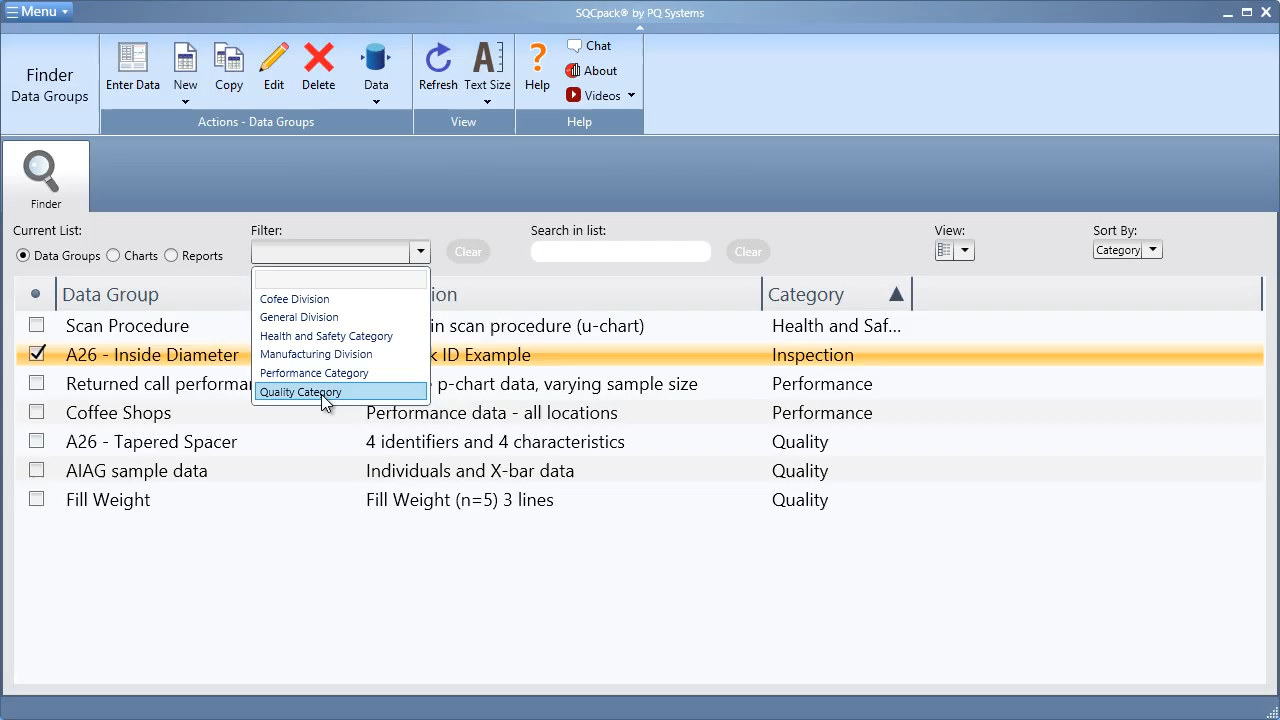 Menu
SQCpack® by PQ Systems
Finder
Data Groups
Enter Data
New
Copy
Edit
Delete
Data
Actions - Data Groups
Refresh
Text Size
View
Help
Chat
About
Videos
Help
Finder
Current List:
Data Groups Charts Reports
Filter:
Clear
Search in list:
Clear
View:
Sort By:
Category
Cofee Division
General Division
Health and Safety Category
Manufacturing Division
Performance Category
Quality Category
Data Group Category
Scan Procedure in scan procedure (u-chart) Health and Saf...
A26 - Inside Diameter ID Example Inspection
Returned call p-chart data, varying sample size Performance
Coffee Shops Performance data - all locations Performance
A26 - Tapered Spacer 4 identifiers and 4 characteristics Quality
AIAG sample data Individuals and X-bar data Quality
Fill Weight Fill Weight (n=5) 3 lines Quality